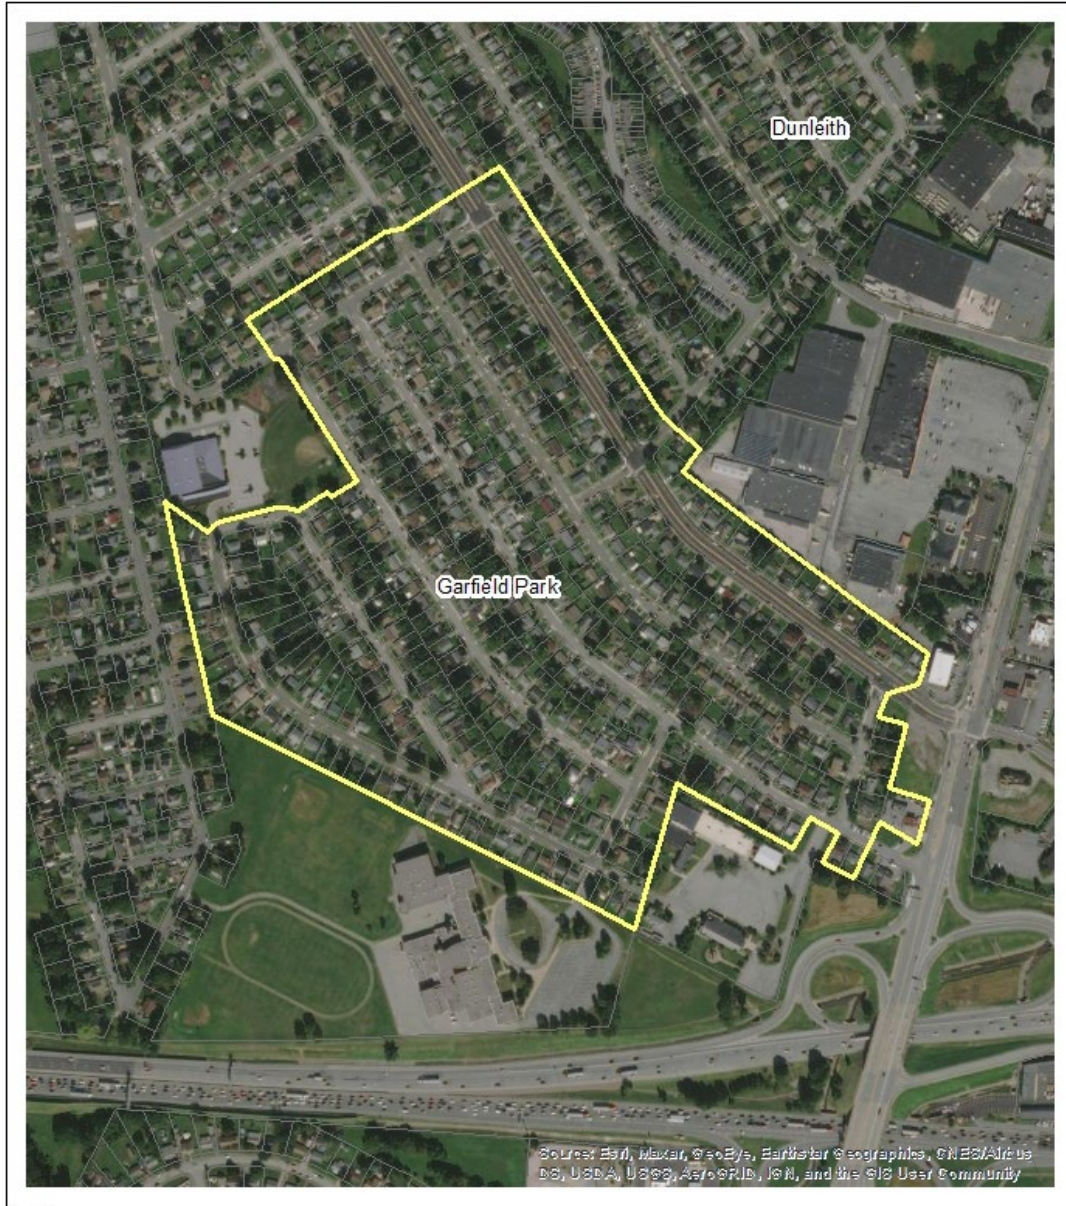 Dunleith
Garfield Park
Source: Esri, Maxar, GeoEye, Earthstar Geographics, CNES/Airbus
DS, USDA, USGS, AeroGRID, IGN, and the GIS User Community